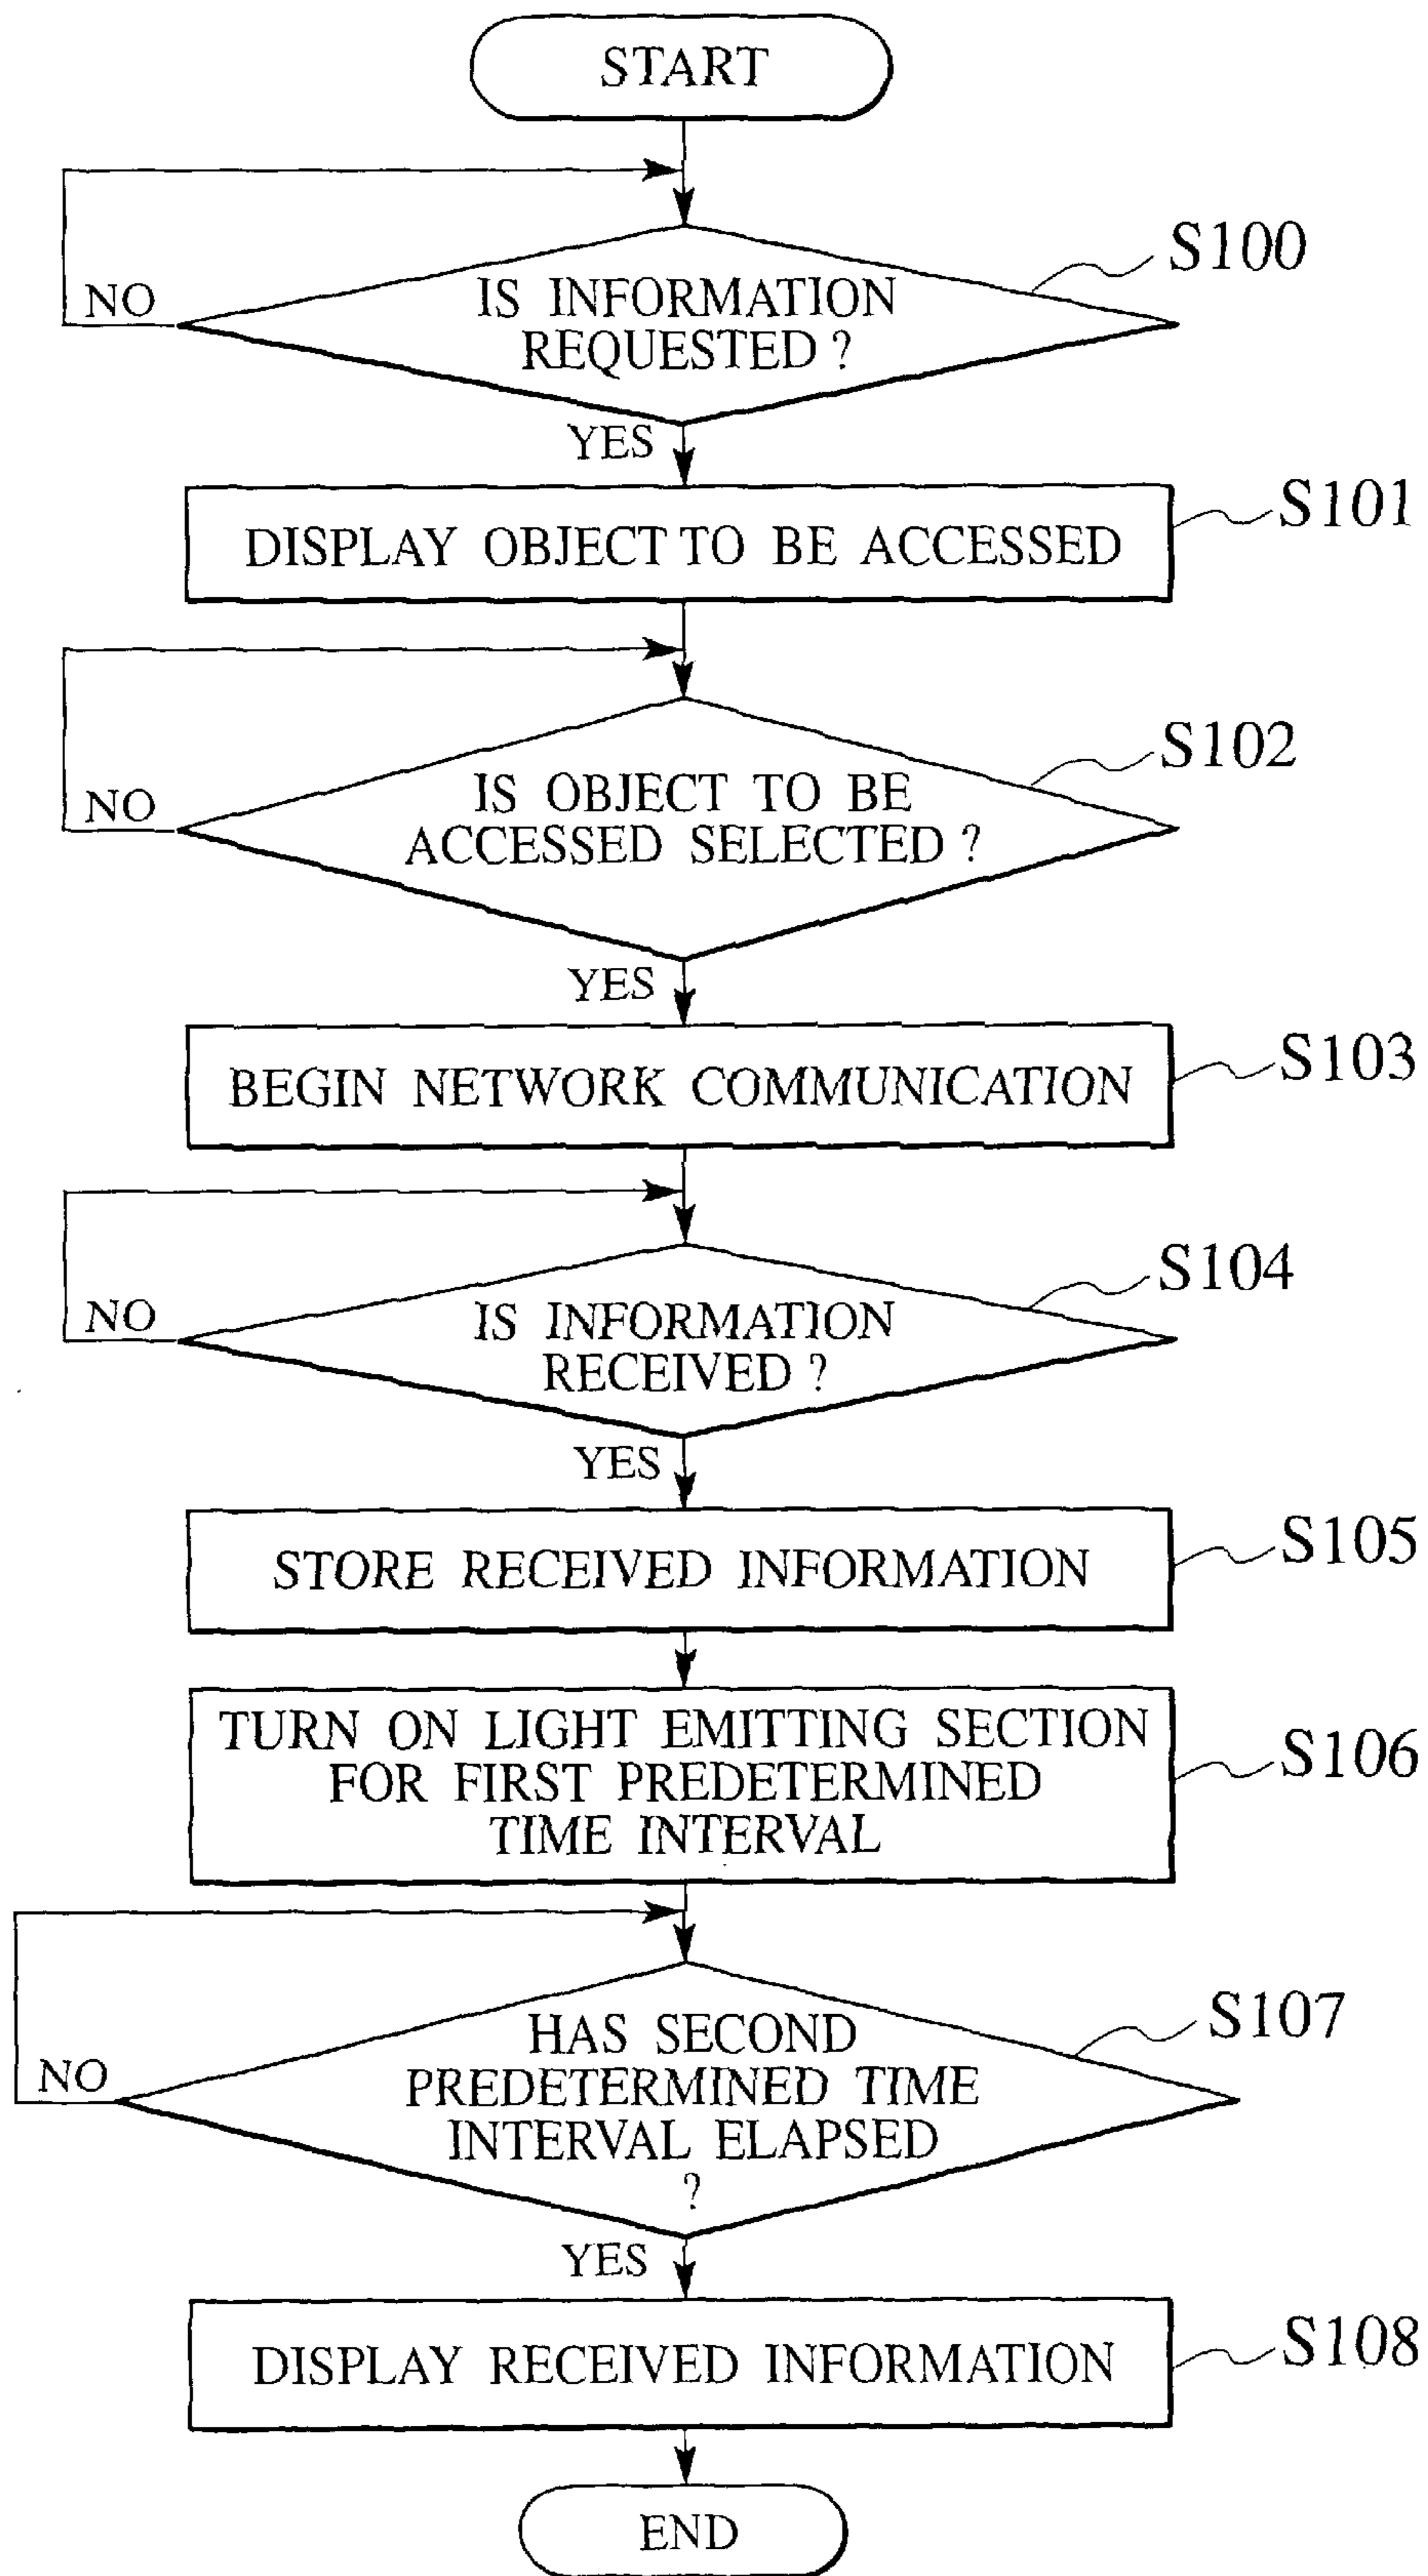 START
S100
IS INFORMATION
REQUESTED ?
NO
YES
S101
DISPLAY OBJECT TO BE ACCESSED
S102
IS OBJECT TO BE
ACCESSED SELECTED ?
NO
YES
S103
BEGIN NETWORK COMMUNICATION
S104
IS INFORMATION
RECEIVED ?
NO
YES
S105
STORE RECEIVED INFORMATION
S106
TURN ON LIGHT EMITTING SECTION
FOR FIRST PREDETERMINED
TIME INTERVAL
S107
HAS SECOND
PREDETERMINED TIME
INTERVAL ELAPSED
?
NO
YES
S108
DISPLAY RECEIVED INFORMATION
END